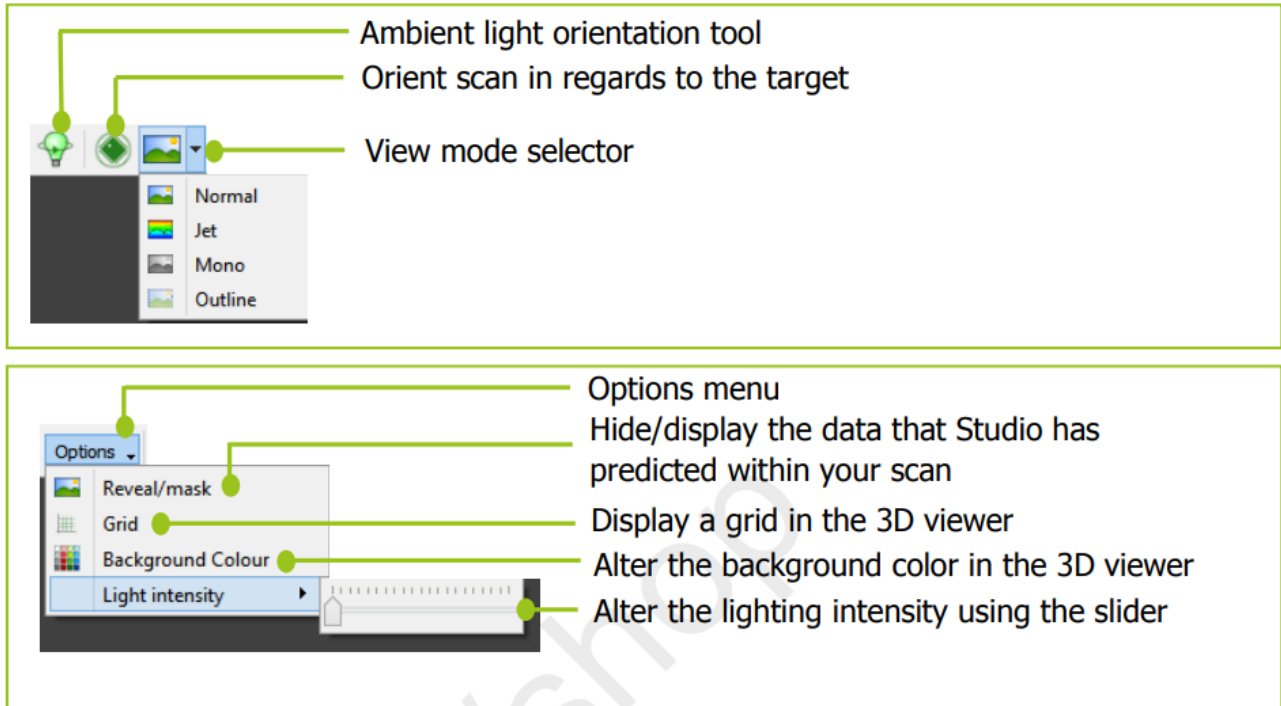 Ambient light orientation tool
Orient scan in regards to the target
View mode selector
Normal
Jet
Mono
Outline
Options menu
Hide/display the data that Studio has
predicted within your scan
Options
Reveal/mask
Grid
Display a grid in the 3D viewer
Background Colour
Alter the background color in the 3D viewer
Light intensity
Alter the lighting intensity using the slider